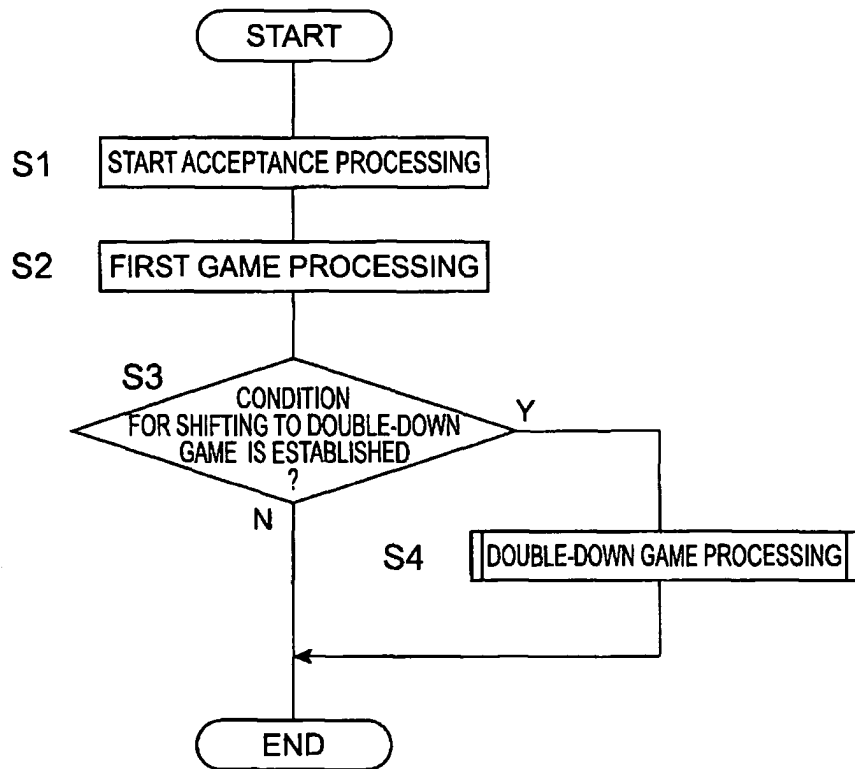 START
S1
START ACCEPTANCE PROCESSING
S2
FIRST GAME PROCESSING
S3
CONDITION
FOR SHIFTING TO DOUBLE-DOWN
GAME IS ESTABLISHED
?
Y
N
S4
DOUBLE-DOWN GAME PROCESSING
END